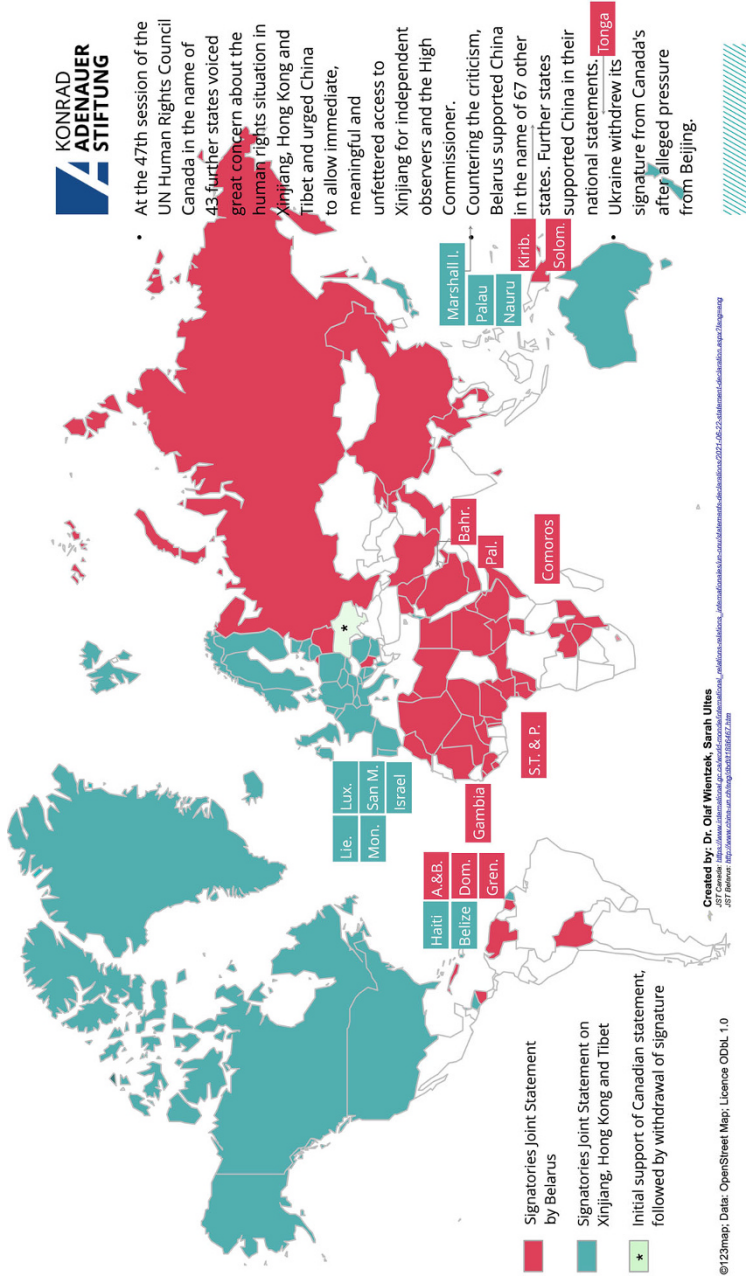 KONRAD
ADENAUER
STIFTUNG
• At the 47th session of the
UN Human Rights Council
Canada in the name of
43 further states voiced
great concern about the
human rights situation in
Xinjiang, Hong Kong and
Tibet and urged China
to allow immediate,
meaningful and
unfettered access to
Xinjiang for independent
observers and the High
Commissioner.
• Countering the criticism,
Belarus supported China
in the name of 67 other
states. Further states
supported China in their
national statements.
• Ukraine withdrew its
signature from Canada's
after alleged pressure
from Beijing.
Tonga
Marshall I.
Palau
Nauru
Kirib.
Solom.
Bahr.
Pal.
Comoros
*
Lie.
Lux.
Mon.
San M.
Israel
Gambia
S.T. & P.
Haiti
A.&B.
Belize
Dom.
Gren.
Signatories Joint Statement
by Belarus
Signatories Joint Statement on
Xinjiang, Hong Kong and Tibet
* Initial support of Canadian statement,
followed by withdrawal of signature
Created by: Dr. Olaf Wientzek, Sarah Ultes
JST Canada:
JST Belarus:
©123map; Data: OpenStreet Map; Licence ODbL 1.0